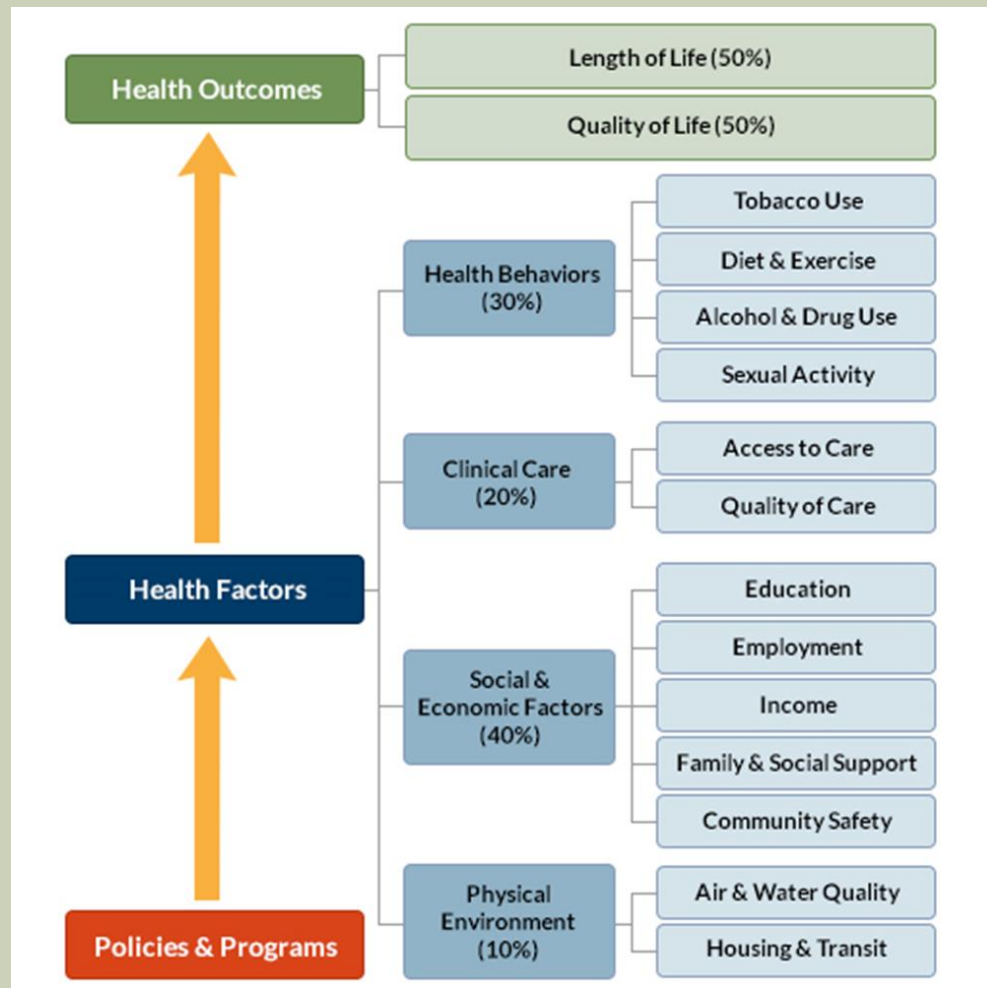 Health Outcomes
Length of Life (50%)
Quality of Life (50%)
Health Factors
Health Behaviors
(30%)
Tobacco Use
Diet & Exercise
Alcohol & Drug Use
Sexual Activity
Clinical Care
(20%)
Access to Care
Quality of Care
Social &
Economic Factors
(40%)
Education
Employment
Income
Family & Social Support
Community Safety
Physical
Environment
(10%)
Air & Water Quality
Housing & Transit
Policies & Programs